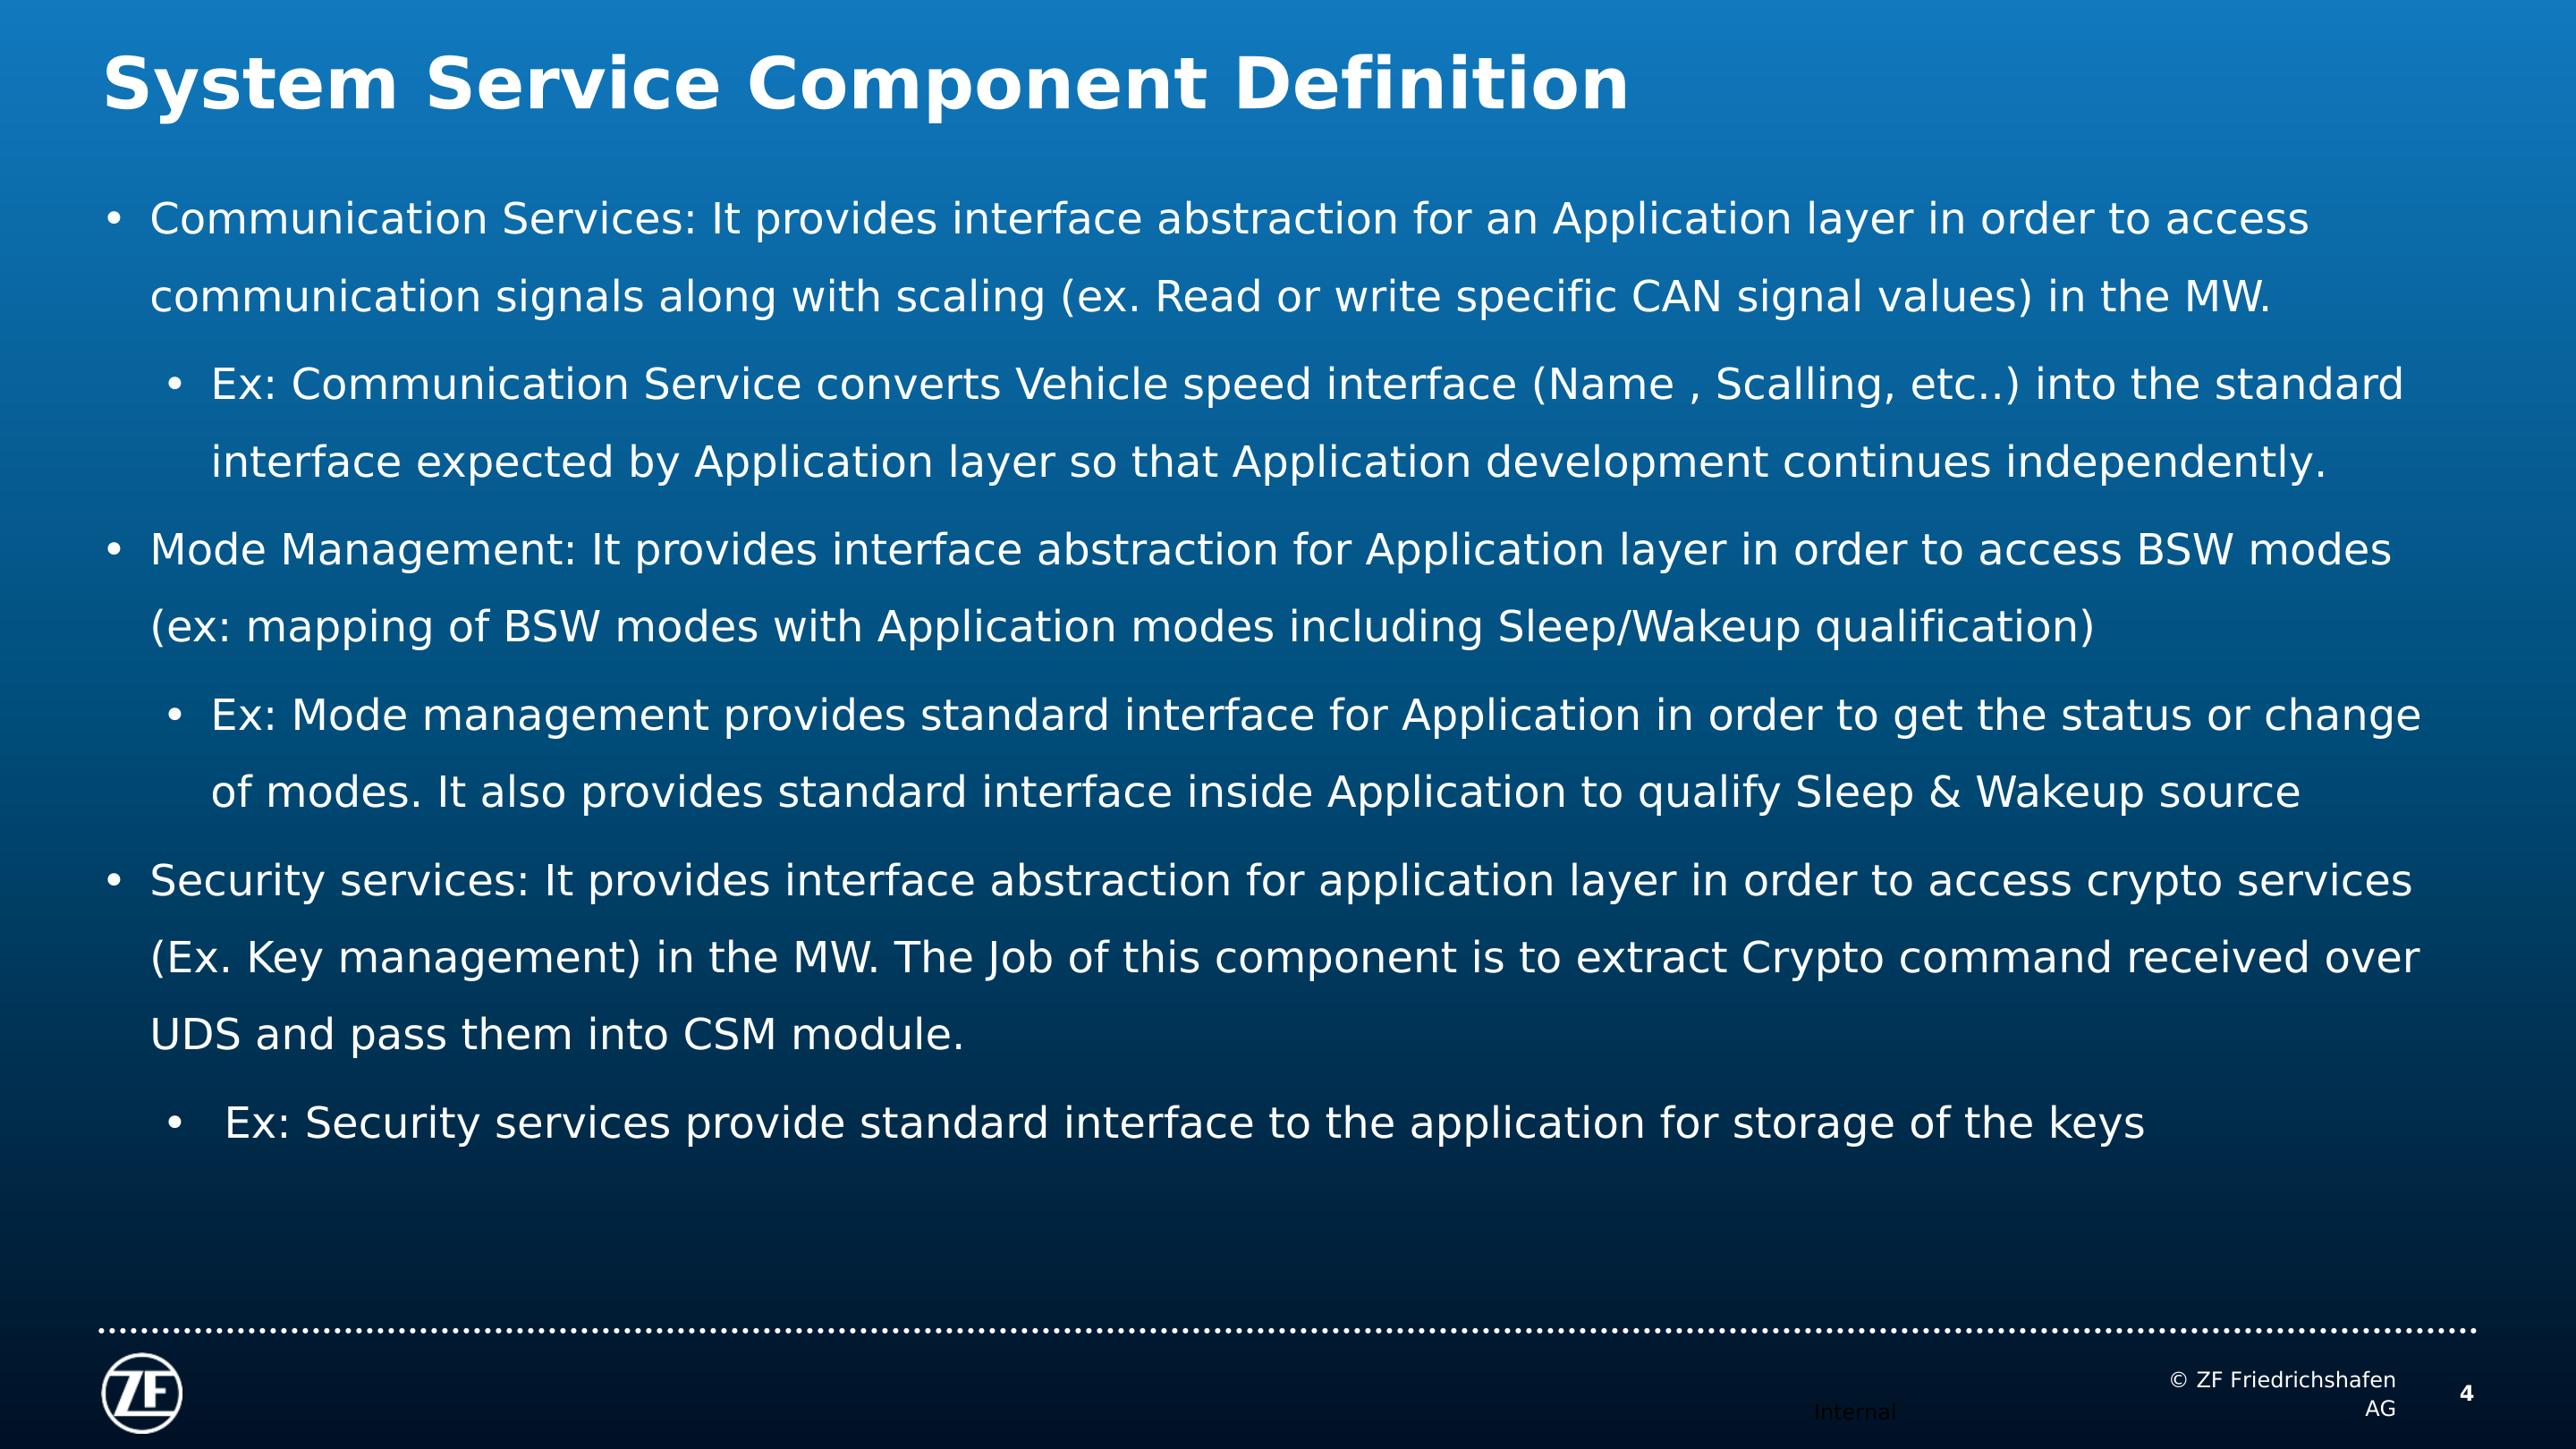 System Service Component Definition
• Communication Services: It provides interface abstraction for an Application layer in order to access
communication signals along with scaling (ex. Read or write specific CAN signal values) in the MW.
• Ex: Communication Service converts Vehicle speed interface (Name , Scalling, etc..) into the standard
interface expected by Application layer so that Application development continues independently.
• Mode Management: It provides interface abstraction for Application layer in order to access BSW modes
(ex: mapping of BSW modes with Application modes including Sleep/Wakeup qualification)
• Ex: Mode management provides standard interface for Application in order to get the status or change
of modes. It also provides standard interface inside Application to qualify Sleep & Wakeup source
• Security services: It provides interface abstraction for application layer in order to access crypto services
(Ex. Key management) in the MW. The Job of this component is to extract Crypto command received over
UDS and pass them into CSM module.
• Ex: Security services provide standard interface to the application for storage of the keys
ZF
Internal
© ZF Friedrichshafen
AG
4